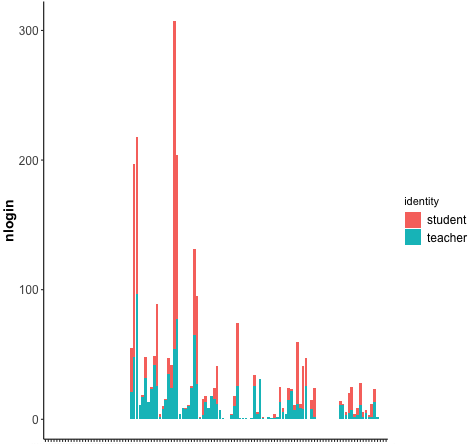 300
200
100
0
nlogin
identity
student
teacher